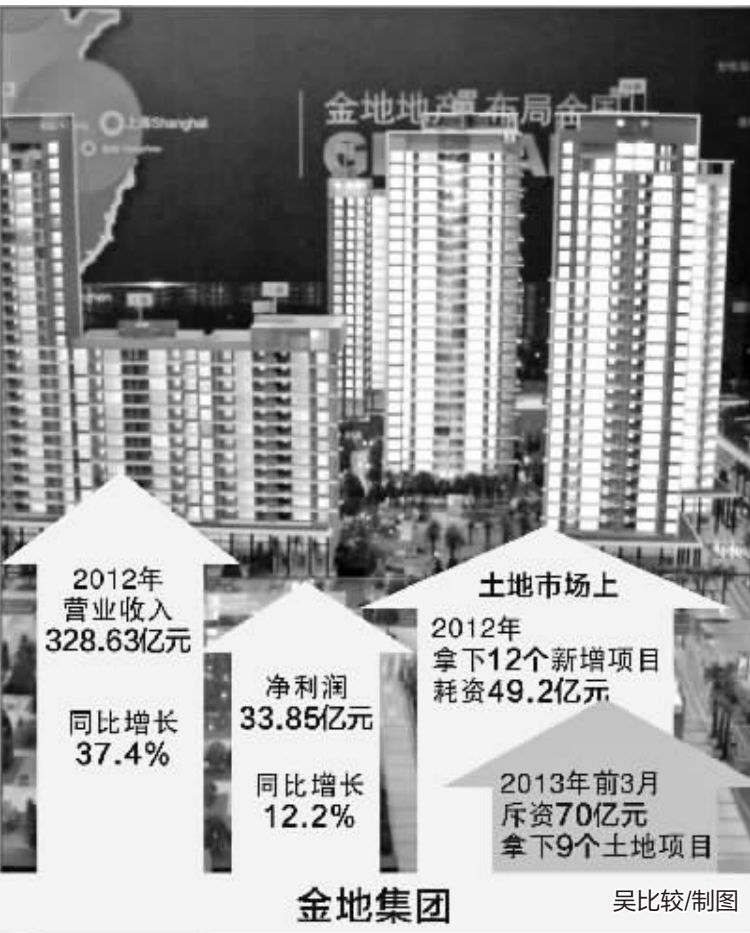 上海Shanghai
金地地产 布局全国
2012年
营业收入
328.63亿元
同比增长
37.4%
净利润
33.85亿元
同比增长
12.2%
土地市场上
2012年
拿下12个新增项目
耗资49.2亿元
2013年前3月
斥资70亿元
拿下9个土地项目
金地集团
吴比较/制图